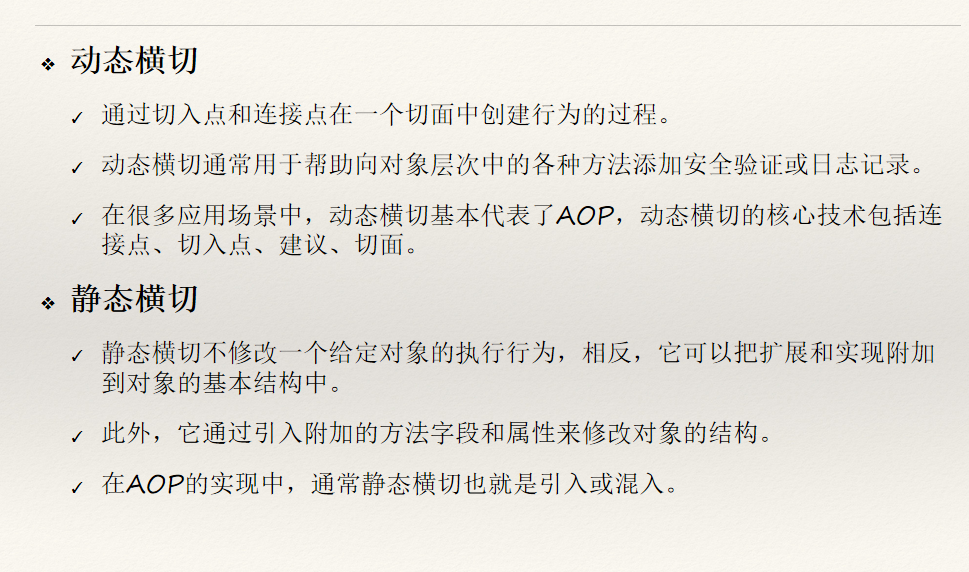 动态横切
通过切入点和连接点在一个切面中创建行为的过程。
动态横切通常用于帮助向对象层次中的各种方法添加安全验证或日志记录。
在很多应用场景中，动态横切基本代表了AOP，动态横切的核心技术包括连
接点、切入点、建议、切面。
静态横切
静态横切不修改一个给定对象的执行行为，相反，它可以把扩展和实现附加
到对象的基本结构中。
此外，它通过引入附加的方法字段和属性来修改对象的结构。
在AOP的实现中，通常静态横切也就是引入或混入。